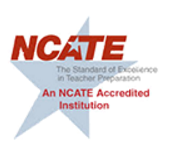 NCATE
The Standard of Excellence
in Teacher Preparation
An NCATE Accredited
Institution